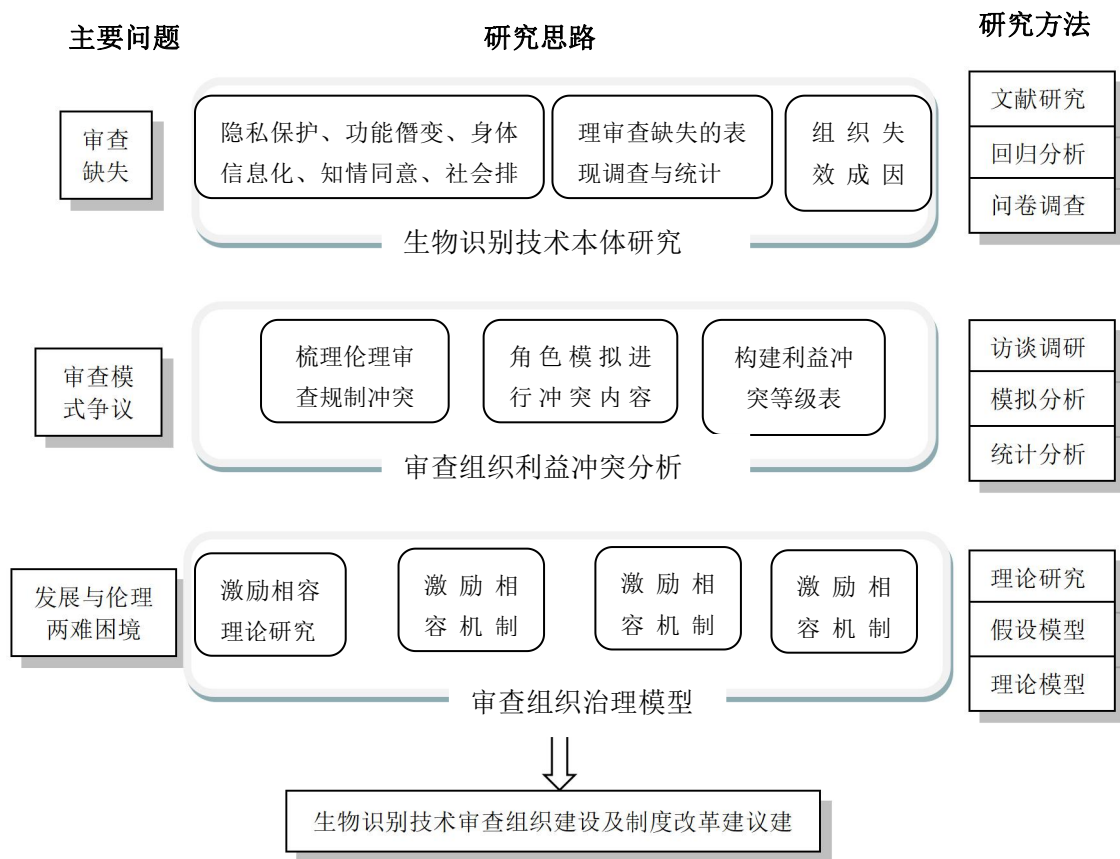 主要问题
研究思路
研究方法
审查
缺失
隐私保护、功能僭变、身体
信息化、知情同意、社会排
理审查缺失的表
现调查与统计
组织失
效成因
生物识别技术本体研究
文献研究
回归分析
问卷调查
审查模
式争议
梳理伦理审
查规制冲突
角色模拟进
行冲突内容
构建利益冲
突等级表
审查组织利益冲突分析
访谈调研
模拟分析
统计分析
发展与伦理
两难困境
激励相容
理论研究
激励相
容机制
激励相
容机制
激励相
容机制
审查组织治理模型
理论研究
假设模型
理论模型
生物识别技术审查组织建设及制度改革建议建